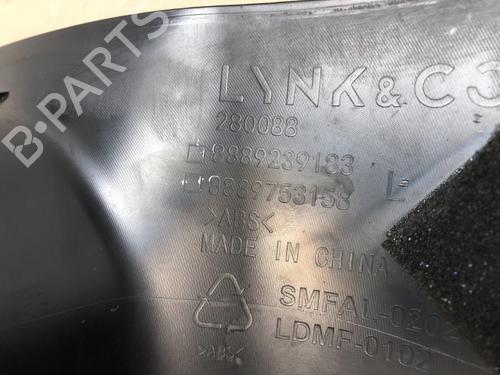 LYNK & CO
280088
8889239183
8889753158 L
>ABS<
MADE IN CHINA
SMFAL-0202
LDMF-0102
>ABS<
B-PARTS